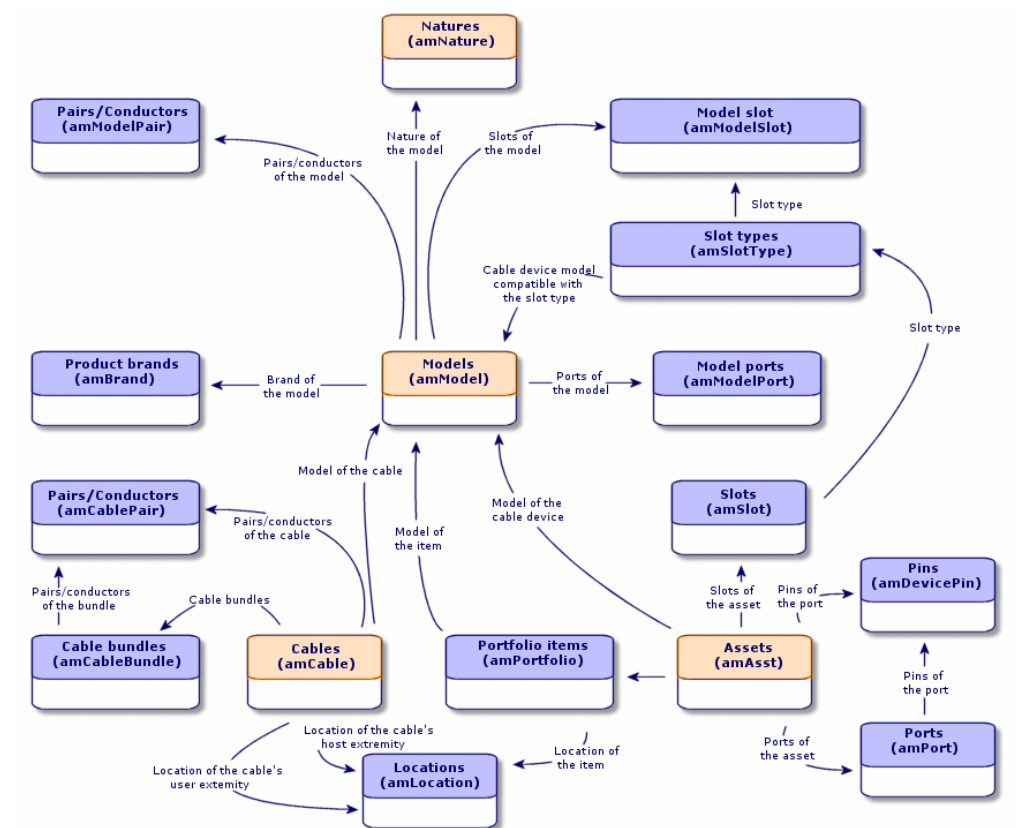 Natures
(amNature)
Pairs/Conductors
(amModelPair)
Model slot
(amModelSlot)
Nature of
the model
Slots of
the model
Pairs/conductors
of the model
Slot type
Slot types
(amSlotType)
Cable device model
compatible with
the slot type
Slot type
Product brands
(amBrand)
Brand of
the model
Models
(amModel)
Ports of
the model
Model ports
(amModelPort)
Model of the cable
Pairs/Conductors
(amCablePair)
Pairs/conductors
of the cable
Model of
the item
Model of the
cable device
Slots
(amSlot)
Pins
(amDevicePin)
Pairs/conductors
of the bundle
Cable bundles
Slots of
the asset
Pins of
the port
Cable bundles
(amCableBundle)
Cables
(amCable)
Portfolio items
(amPortfolio)
Assets
(amAsst)
Pins of
the port
Location of the cable's
host extremity
Location of the cable's
user extemity
Locations
(amLocation)
Location of
the item
Ports of
the asset
Ports
(amPort)